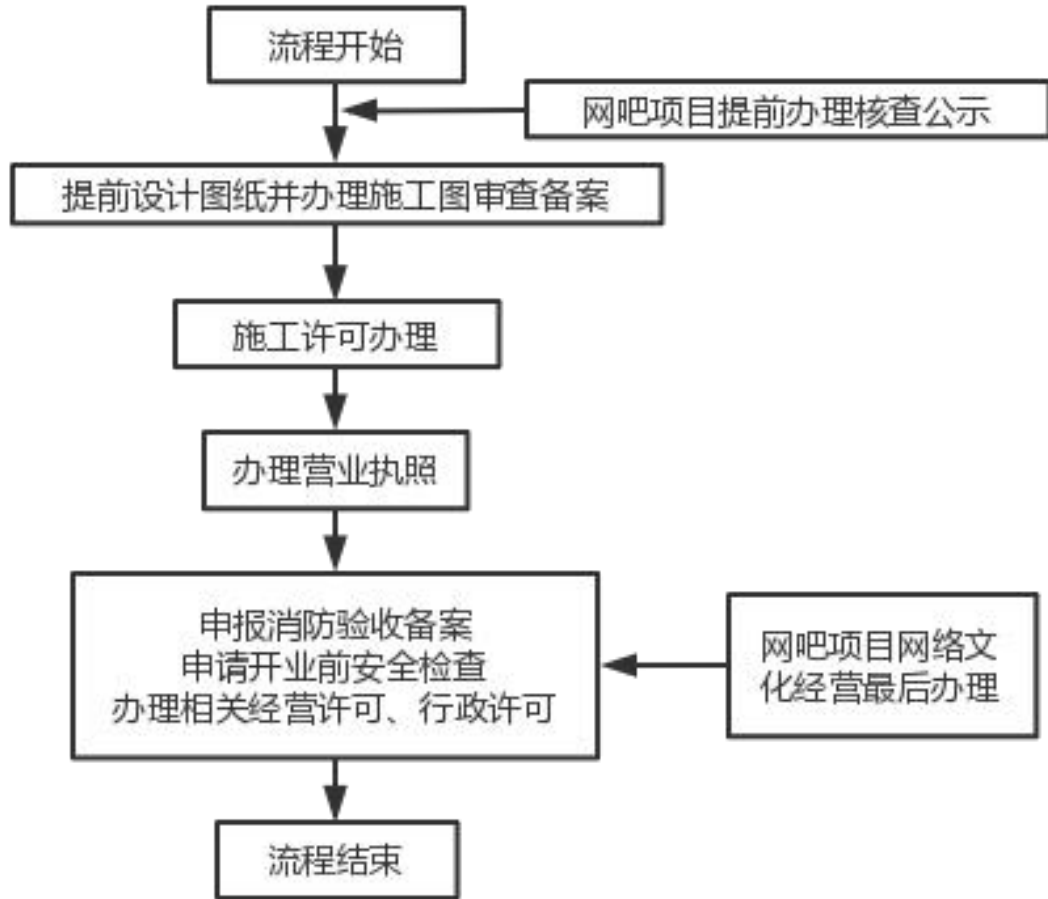 流程开始
网吧项目提前办理核查公示
提前设计图纸并办理施工图审查备案
施工许可办理
办理营业执照
申报消防验收备案
申请开业前安全检查
办理相关经营许可、行政许可
网吧项目网络文
化经营最后办理
流程结束